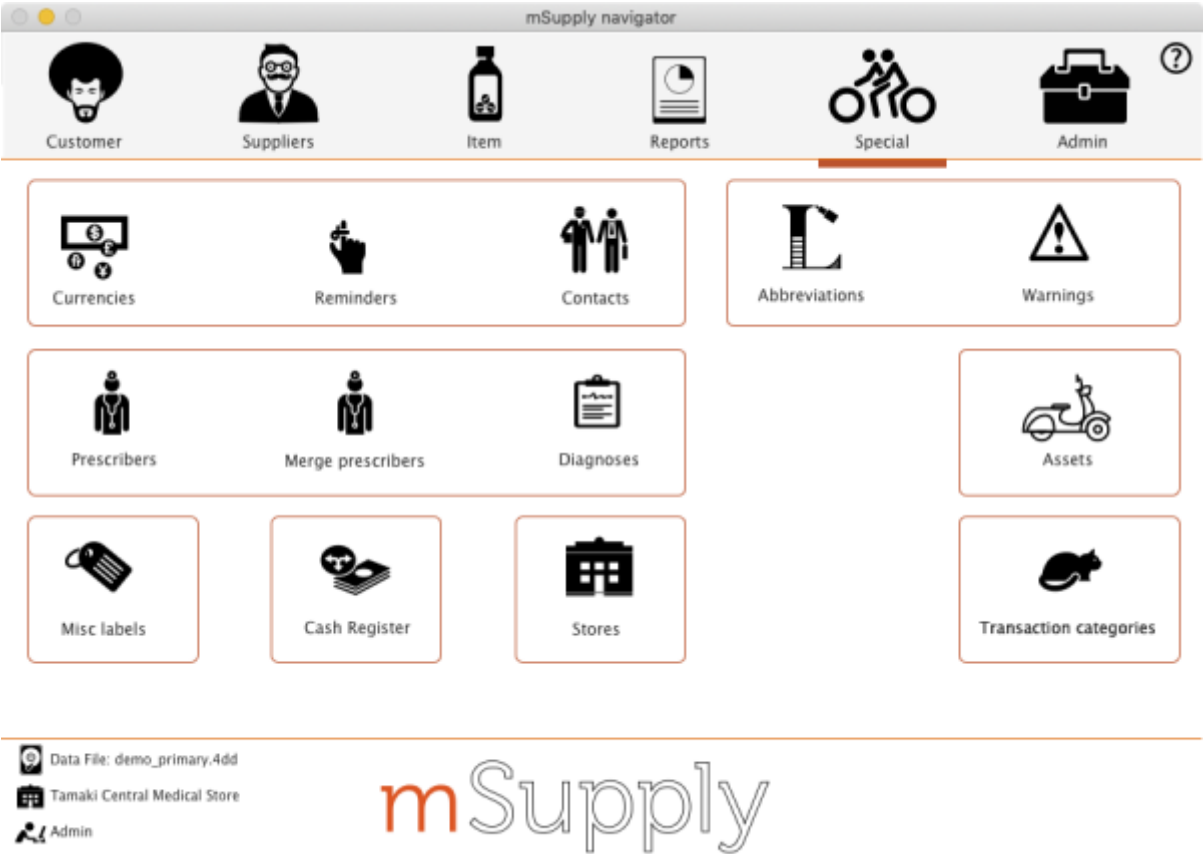 mSupply navigator
Customer Suppliers Item Reports Special Admin ?
Currencies Reminders Contacts Abbreviations Warnings
Prescribers Merge prescribers Diagnoses Assets
Misc labels Cash Register Stores Transaction categories
Data File: demo_primary.4dd
Tamaki Central Medical Store
Admin
mSupply